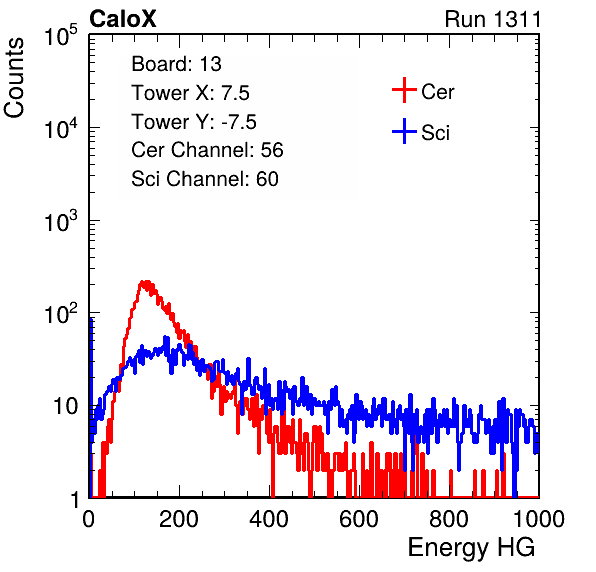 CaloX Run 1311
Counts
10^5
10^4
10^3
10^2
10
1
Board: 13
Tower X: 7.5
Tower Y: -7.5
Cer Channel: 56
Sci Channel: 60
Cer
Sci
0 200 400 600 800 1000
Energy HG